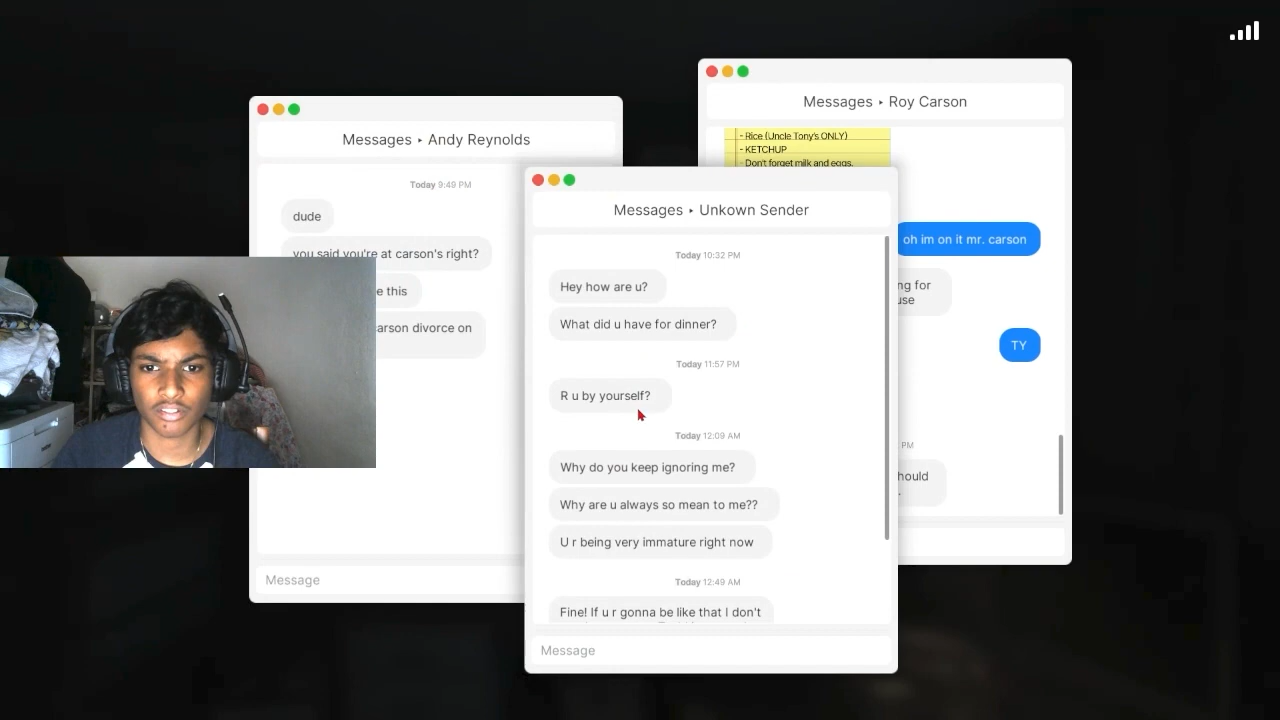 Messages ‣ Andy Reynolds
Today 9:49 PM
dude
you said you're at carson's right?
e this
arson divorce on
Message
Messages ‣ Roy Carson
- Rice (Uncle Tony's ONLY)
- KETCHUP
- Don't forget milk and eggs.
oh im on it mr. carson
ng for
use
TY
PM
hould
Messages ‣ Unkown Sender
Today 10:32 PM
Hey how are u?
What did u have for dinner?
Today 11:57 PM
R u by yourself?
Today 12:09 AM
Why do you keep ignoring me?
Why are u always so mean to me??
U r being very immature right now
Today 12:49 AM
Fine! If u r gonna be like that I don't
Message